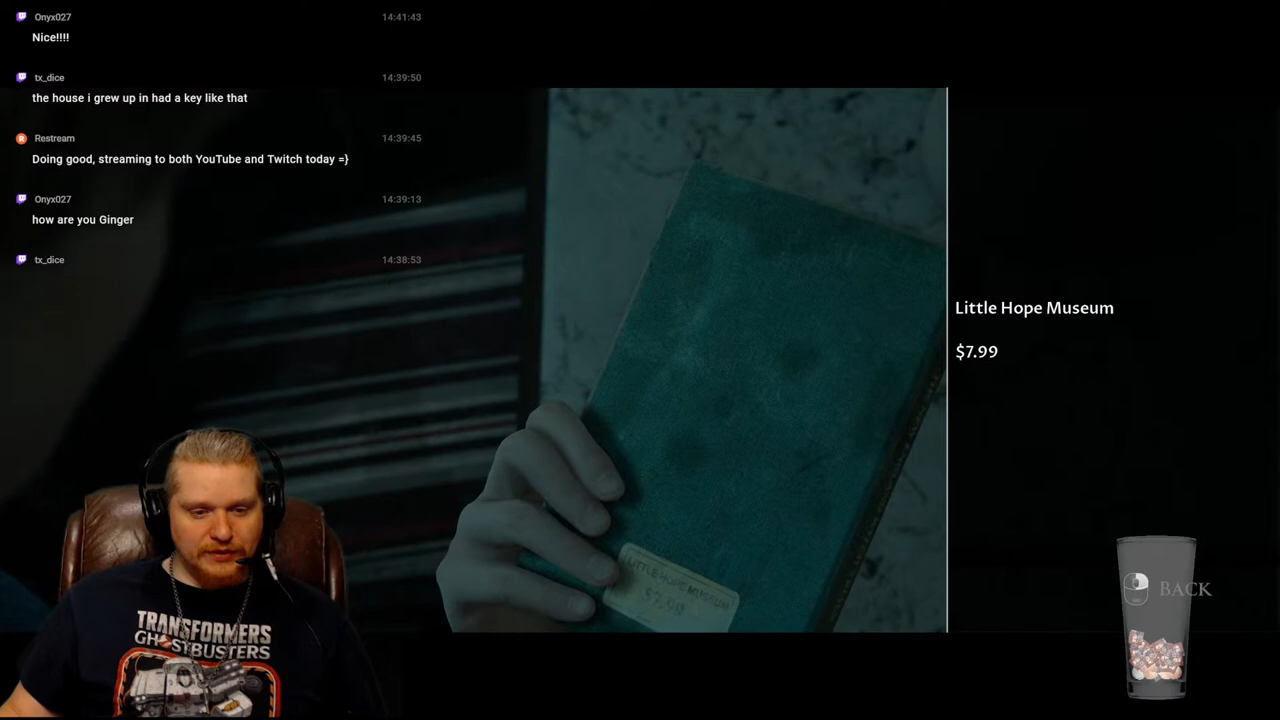 Onyx027 14:41:43
Nice!!!!
tx_dice 14:39:50
the house i grew up in had a key like that
Restream 14:39:45
Doing good, streaming to both YouTube and Twitch today =}
Onyx027 14:39:13
how are you Ginger
tx_dice 14:38:53
Little Hope Museum
$7.99
LITTLE HOPE MUSEUM
$7.99
BACK
TRANSFORMERS
GHOSTBUSTERS